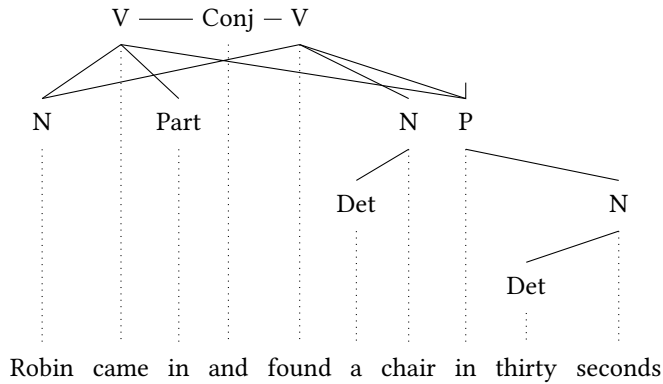 V Conj V
N Part N P
Det N
Det
Robin came in and found a chair in thirty seconds